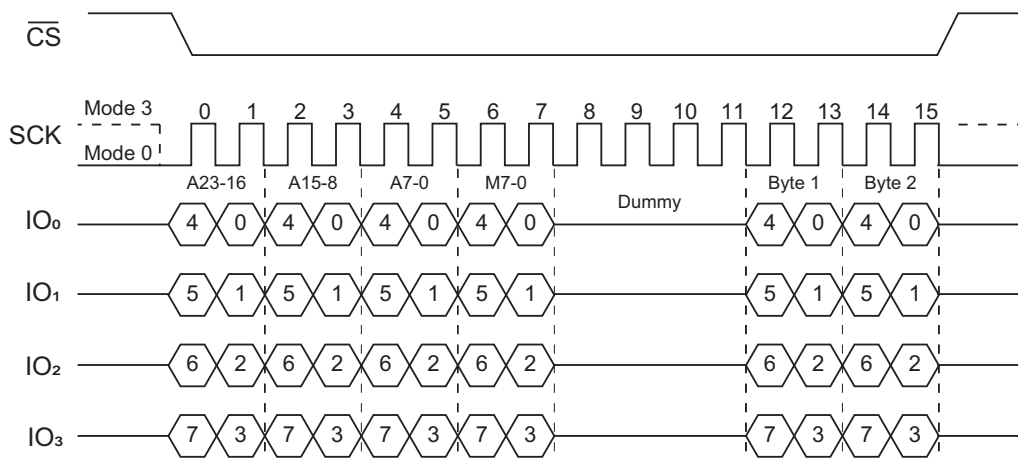 CS
Mode 3
0 1 2 3 4 5 6 7 8 9 10 11 12 13 14 15
SCK
Mode 0
A23-16 A15-8 A7-0 M7-0 Byte 1 Byte 2
Dummy
IO₀ 4 0 4 0 4 0 4 0 4 0 4 0
IO₁ 5 1 5 1 5 1 5 1 5 1 5 1
IO₂ 6 2 6 2 6 2 6 2 6 2 6 2
IO₃ 7 3 7 3 7 3 7 3 7 3 7 3